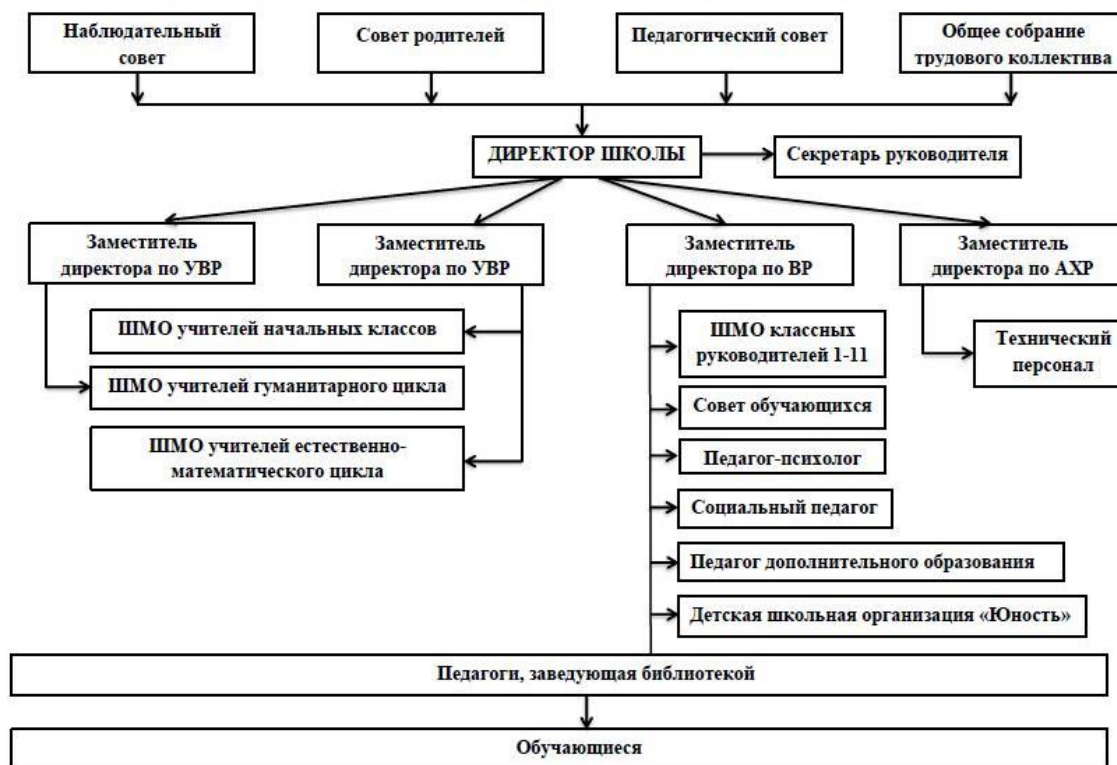 Наблюдательный
совет
Совет родителей
Педагогический совет
Общее собрание
трудового коллектива
ДИРЕКТОР ШКОЛЫ
Секретарь руководителя
Заместитель
директора по УВР
Заместитель
директора по УВР
Заместитель
директора по ВР
Заместитель
директора по АХР
ШМО учителей начальных классов
ШМО учителей гуманитарного цикла
ШМО учителей естественно-
математического цикла
ШМО классных
руководителей 1-11
Совет обучающихся
Педагог-психолог
Социальный педагог
Педагог дополнительного образования
Детская школьная организация «Юность»
Технический
персонал
Педагоги, заведующая библиотекой
Обучающиеся